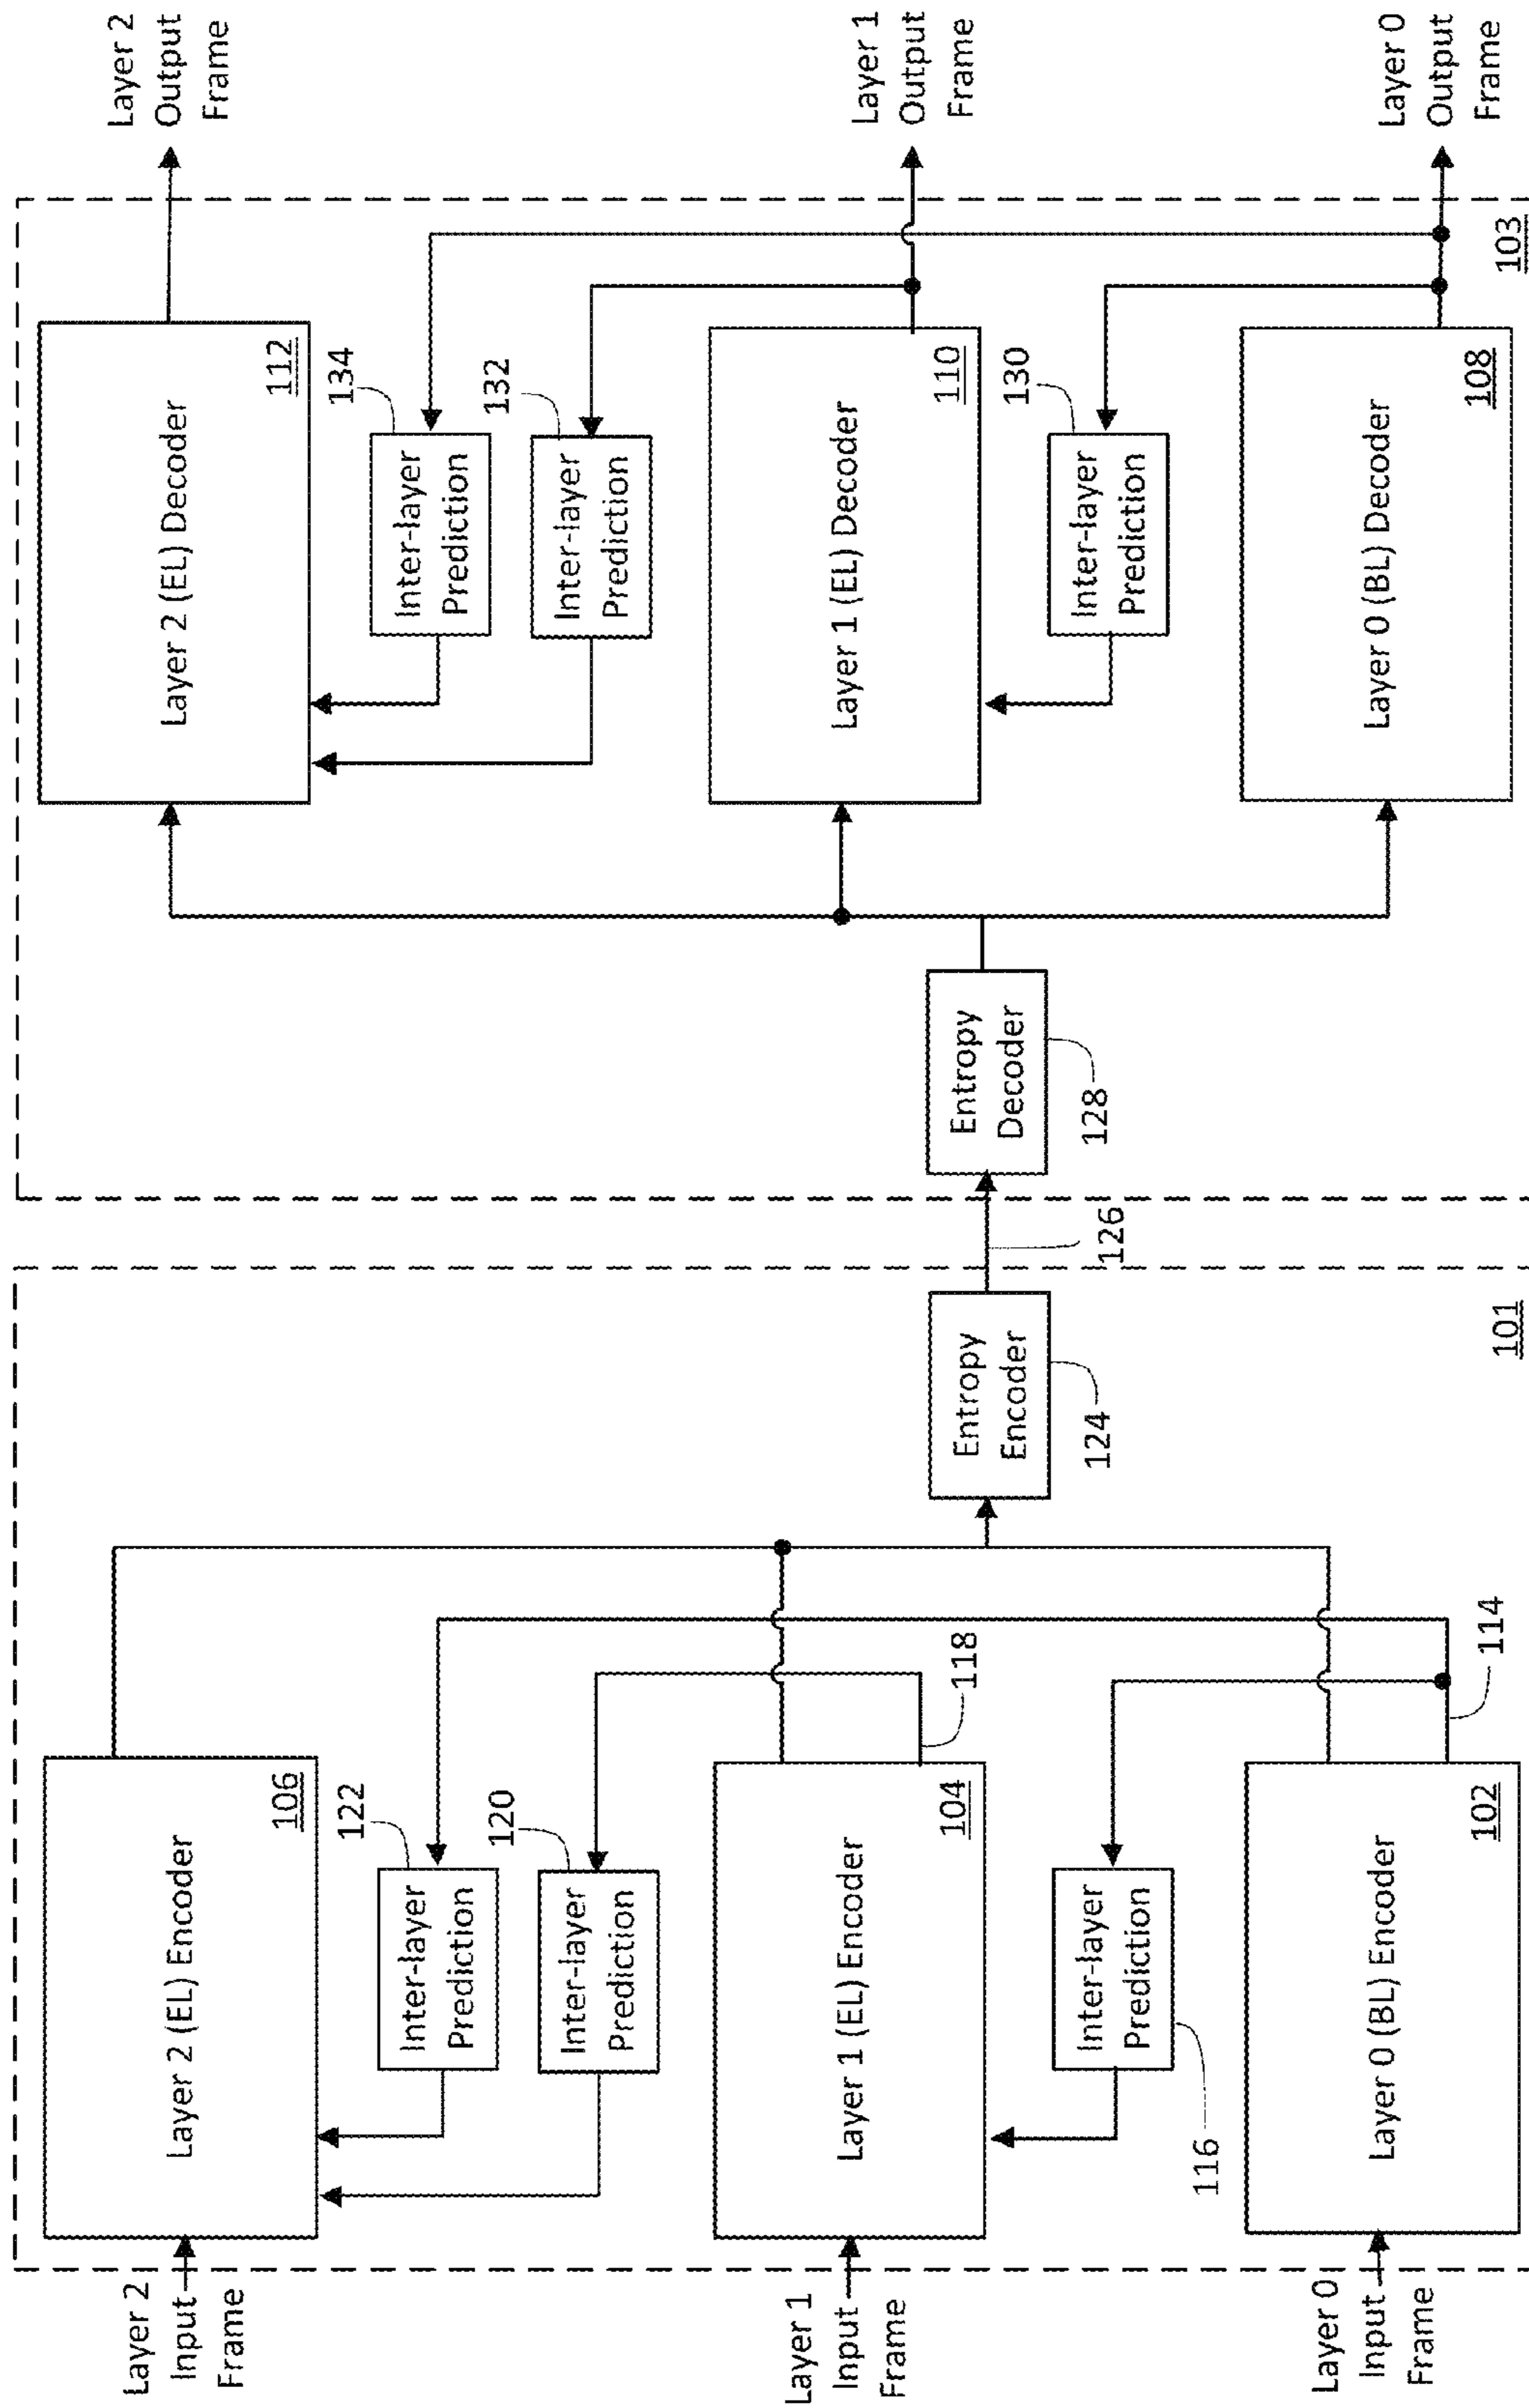 Layer 2
Input
Frame
Layer 2 (EL) Encoder
106
Inter-layer
Prediction
122
Inter-layer
Prediction
120
Layer 1
Input
Frame
Layer 1 (EL) Encoder
104
118
Inter-layer
Prediction
116
Layer 0
Input
Frame
Layer 0 (BL) Encoder
102
114
Entropy
Encoder
124
101
126
Entropy
Decoder
128
Layer 2 (EL) Decoder
112
Inter-layer
Prediction
134
Inter-layer
Prediction
132
Layer 1 (EL) Decoder
110
Inter-layer
Prediction
130
Layer 0 (BL) Decoder
108
103
Layer 2
Output
Frame
Layer 1
Output
Frame
Layer 0
Output
Frame